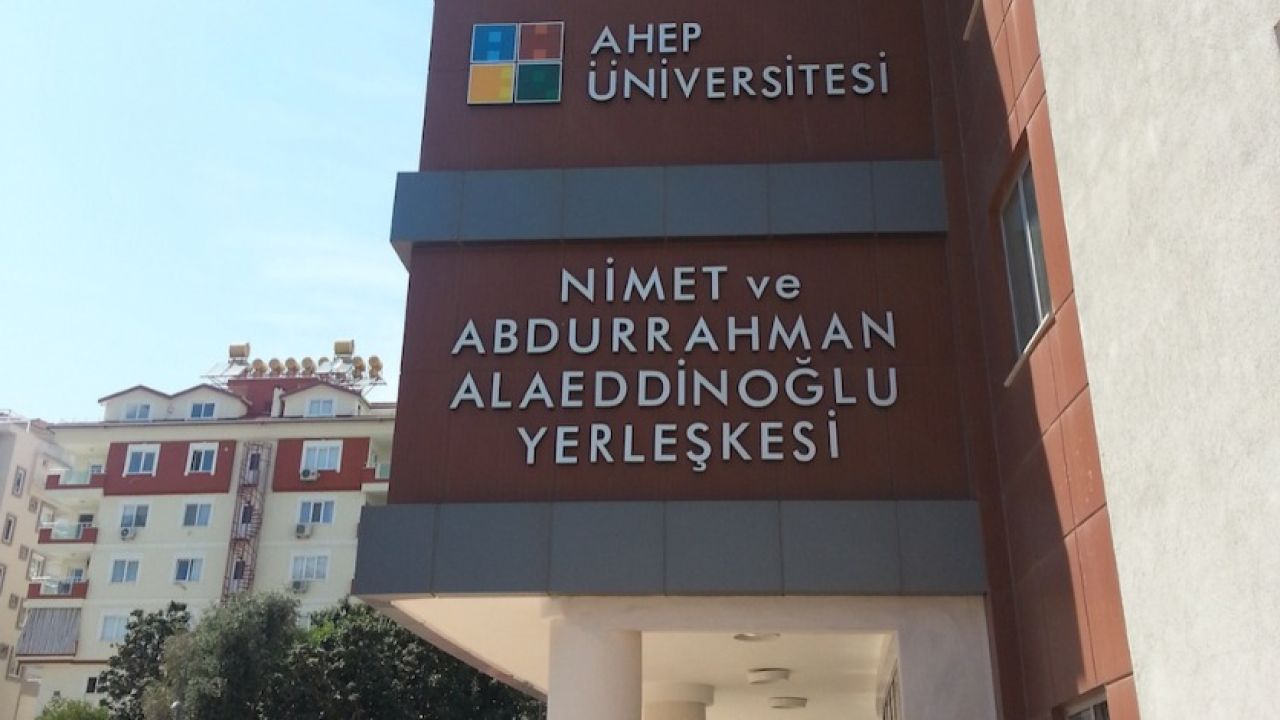 AHEP
ÜNİVERSİTESİ
NİMET ve
ABDURRAHMAN
ALAEDDİNOĞLU
YERLEŞKESİ